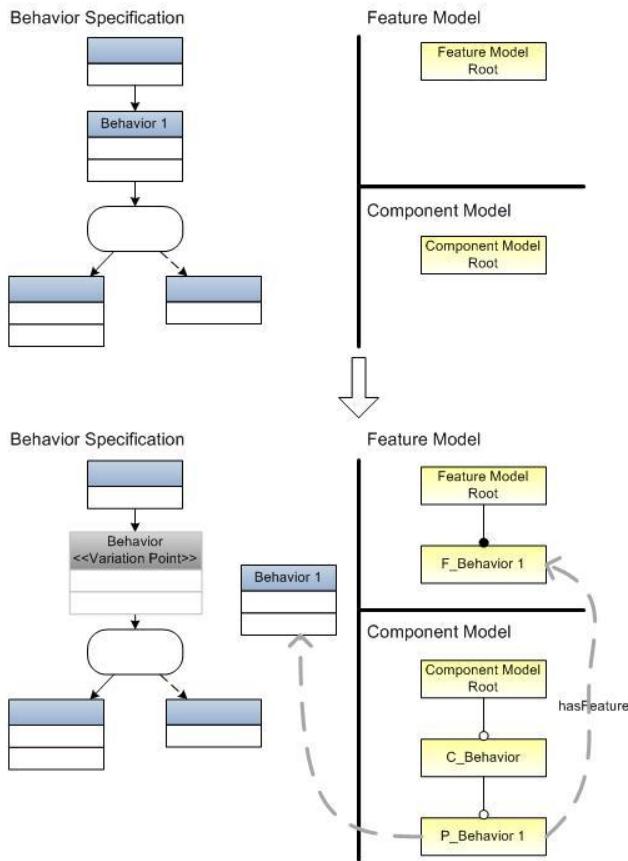 Behavior Specification
Feature Model
Feature Model
Root
Behavior 1
Component Model
Component Model
Root
Behavior Specification
Feature Model
Feature Model
Root
Behavior
<<Variation Point>>
F_Behavior 1
Behavior 1
Component Model
Component Model
Root
hasFeature
C_Behavior
P_Behavior 1